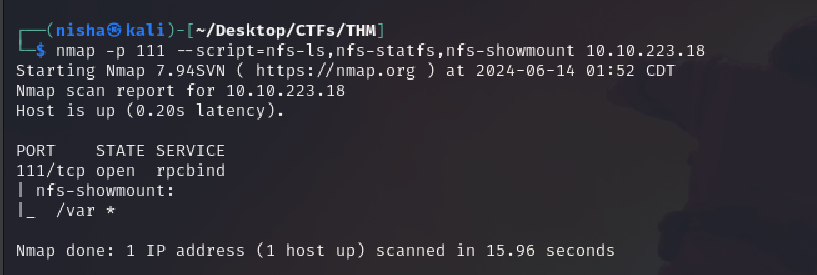 ┌──(nisha㉿kali)-[~/Desktop/CTFs/THM]
└─$ nmap -p 111 --script=nfs-ls,nfs-statfs,nfs-showmount 10.10.223.18
Starting Nmap 7.94SVN ( https://nmap.org ) at 2024-06-14 01:52 CDT
Nmap scan report for 10.10.223.18
Host is up (0.20s latency).

PORT    STATE SERVICE
111/tcp open  rpcbind
| nfs-showmount:
|_  /var *

Nmap done: 1 IP address (1 host up) scanned in 15.96 seconds